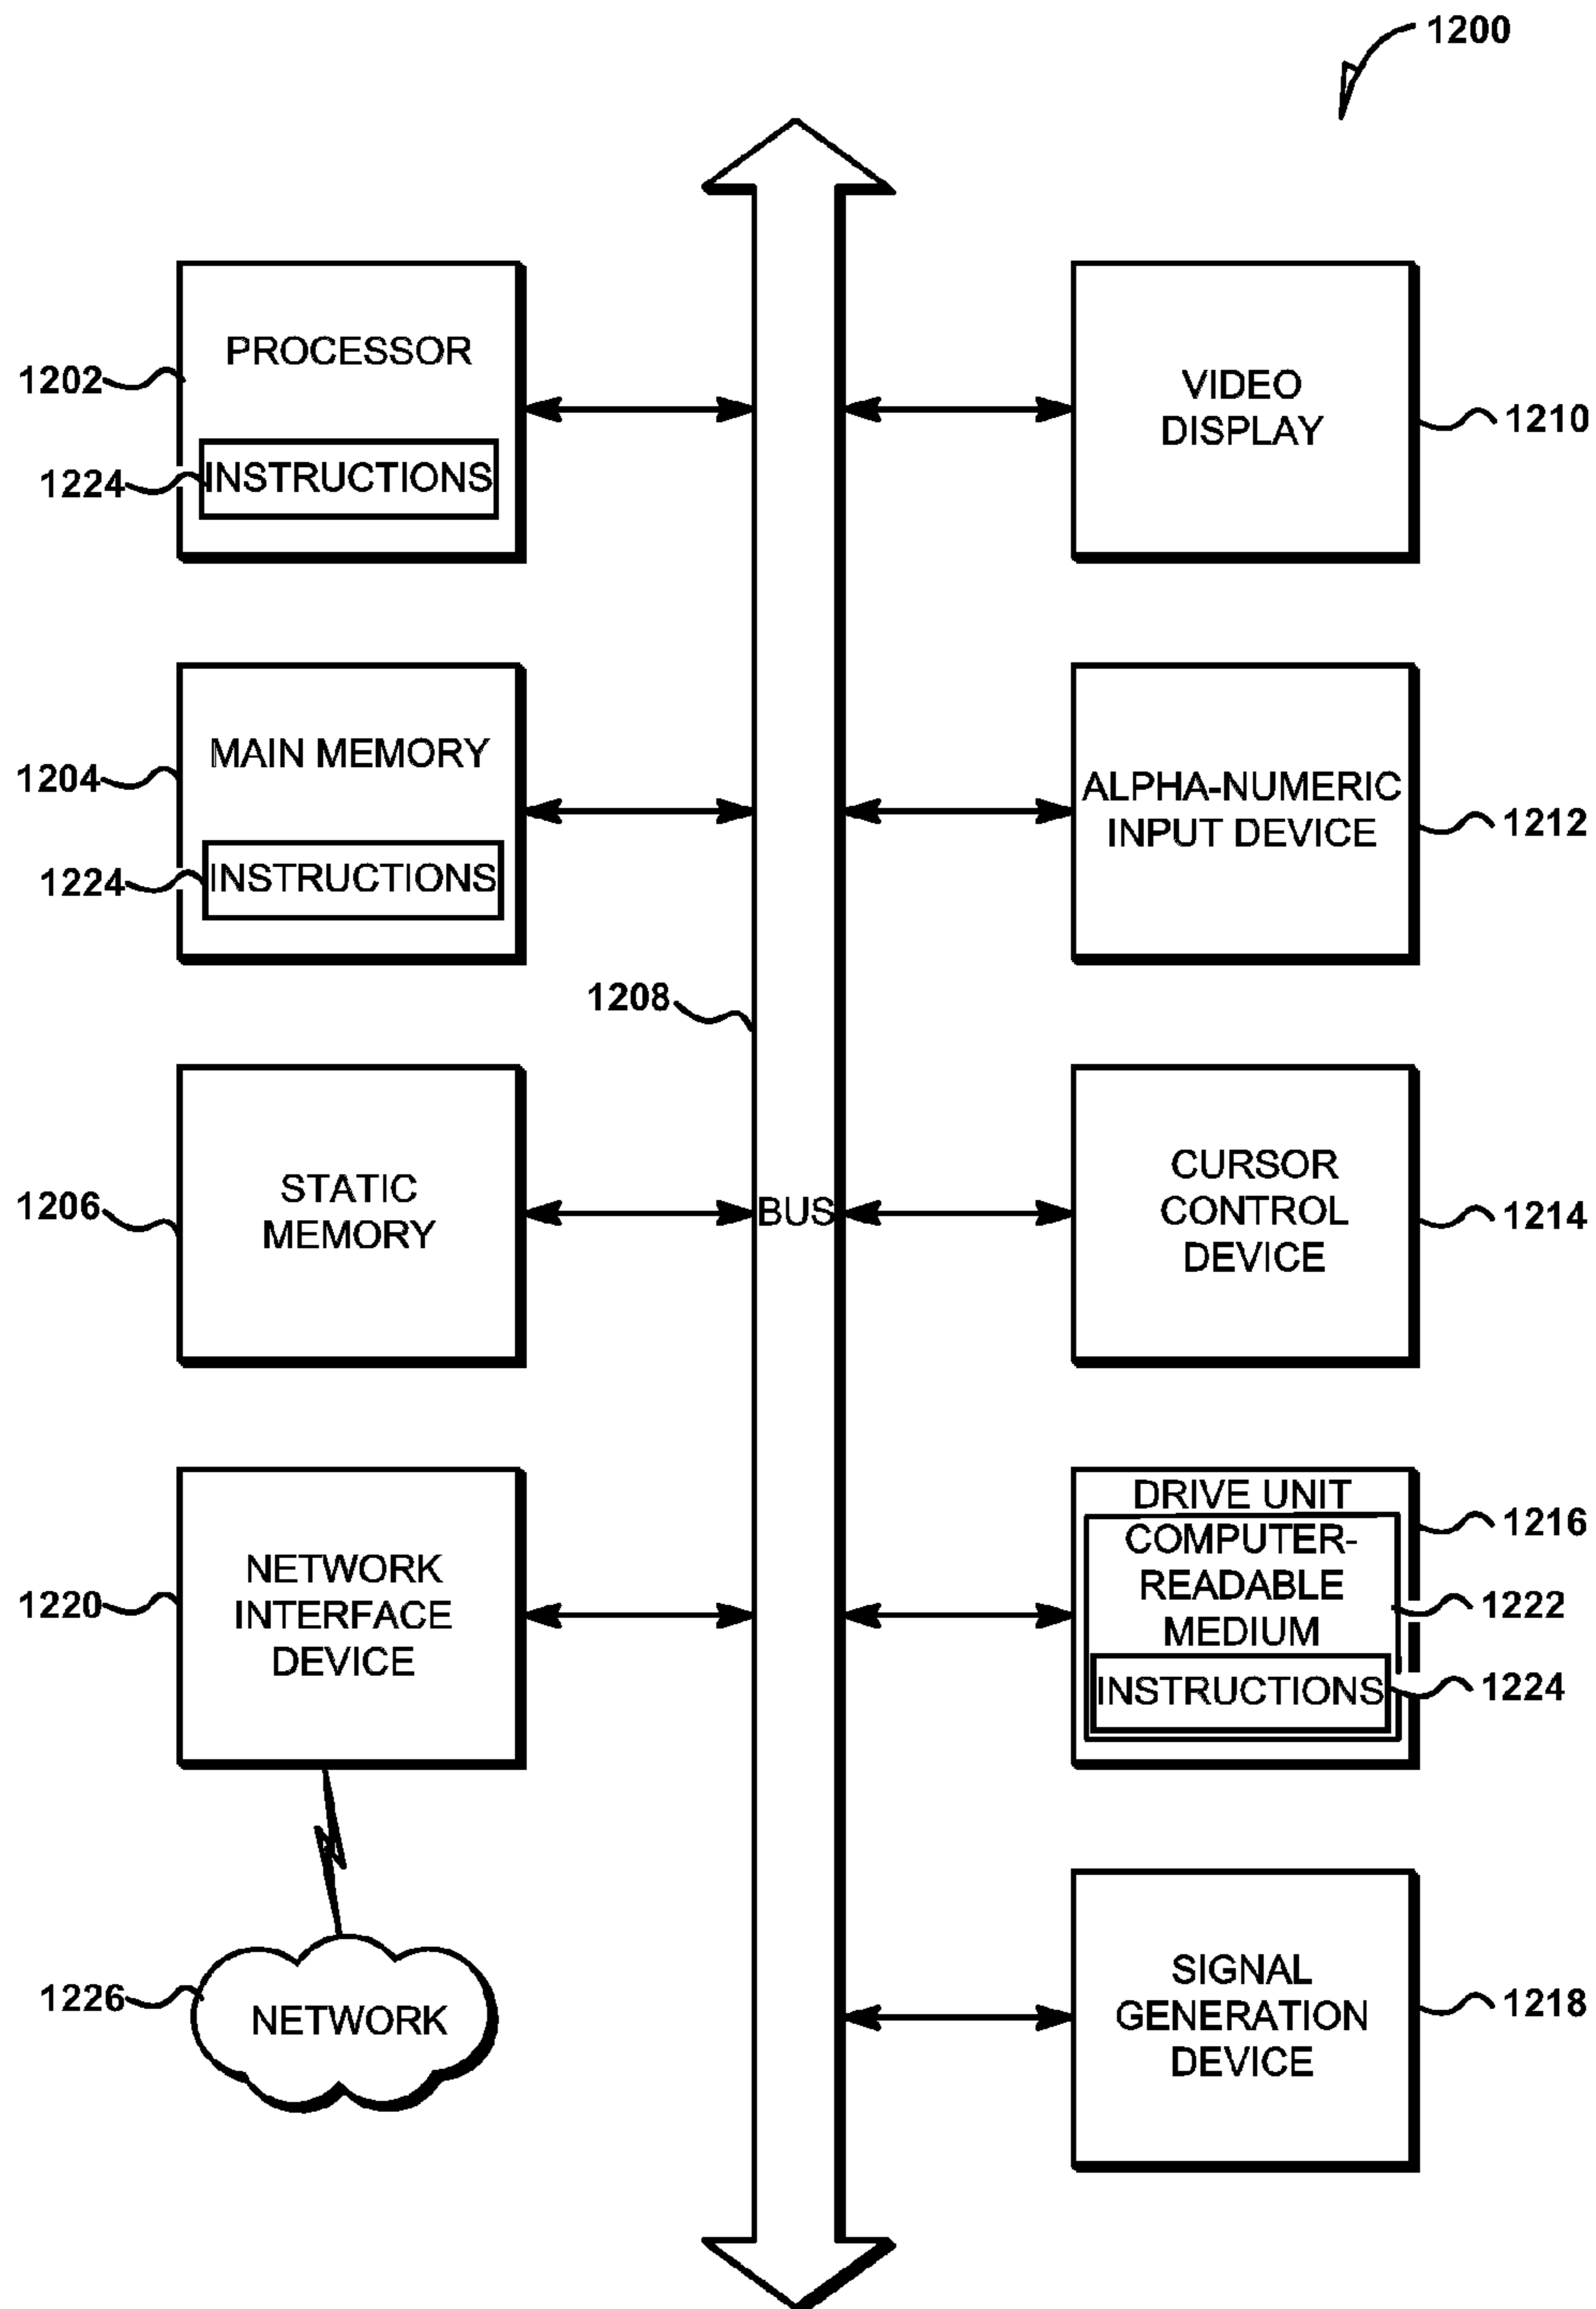 1200
PROCESSOR
1202
INSTRUCTIONS
1224
VIDEO
DISPLAY
1210
MAIN MEMORY
1204
INSTRUCTIONS
1224
ALPHA-NUMERIC
INPUT DEVICE
1212
1208
BUS
STATIC
MEMORY
1206
CURSOR
CONTROL
DEVICE
1214
NETWORK
INTERFACE
DEVICE
1220
DRIVE UNIT
1216
COMPUTER-
READABLE
MEDIUM
1222
INSTRUCTIONS
1224
1226
NETWORK
SIGNAL
GENERATION
DEVICE
1218